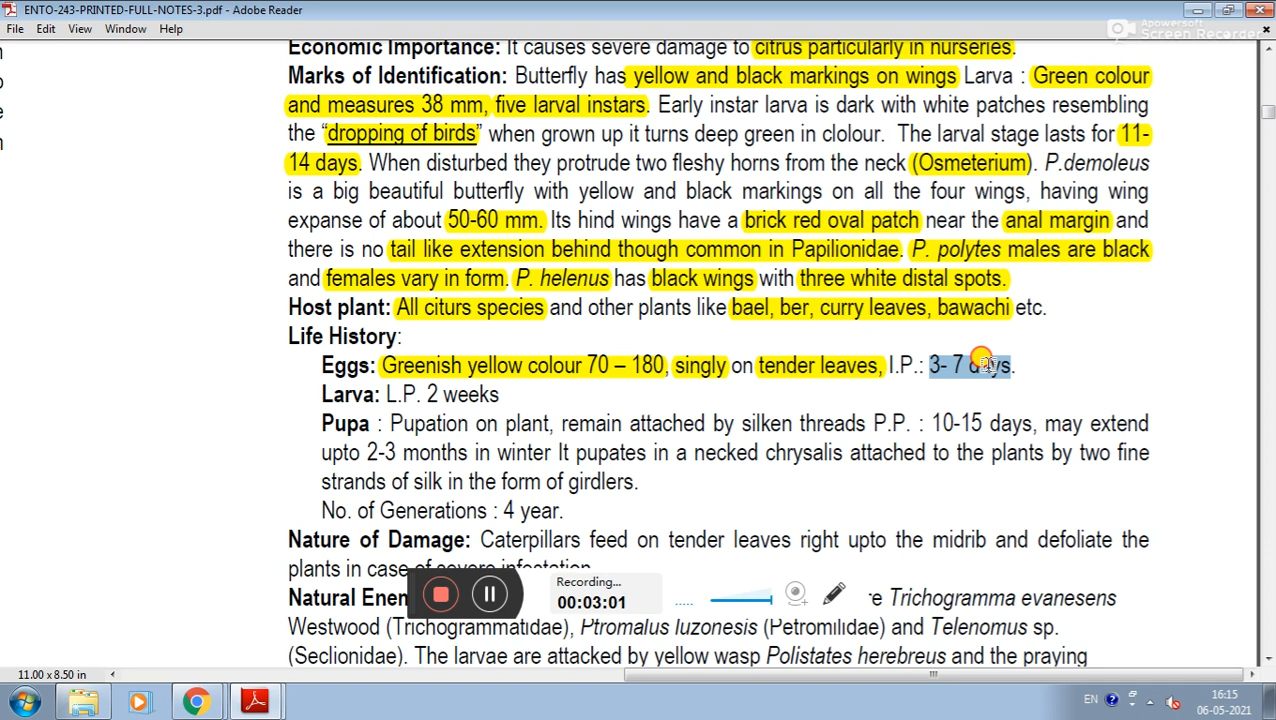 ENTO-243-PRINTED-FULL-NOTES-3.pdf - Adobe Reader
File Edit View Window Help
Apowersoft
Screen Recorder
Economic Importance: It causes severe damage to citrus particularly in nurseries.
Marks of Identification: Butterfly has yellow and black markings on wings Larva : Green colour
and measures 38 mm, five larval instars. Early instar larva is dark with white patches resembling
the “dropping of birds” when grown up it turns deep green in clolour. The larval stage lasts for 11-
14 days. When disturbed they protrude two fleshy horns from the neck (Osmeterium). P.demoleus
is a big beautiful butterfly with yellow and black markings on all the four wings, having wing
expanse of about 50-60 mm. Its hind wings have a brick red oval patch near the anal margin and
there is no tail like extension behind though common in Papilionidae. P. polytes males are black
and females vary in form. P. helenus has black wings with three white distal spots.
Host plant: All citurs species and other plants like bael, ber, curry leaves, bawachi etc.
Life History:
Eggs: Greenish yellow colour 70 – 180, singly on tender leaves, I.P.: 3- 7 days.
Larva: L.P. 2 weeks
Pupa : Pupation on plant, remain attached by silken threads P.P. : 10-15 days, may extend
upto 2-3 months in winter It pupates in a necked chrysalis attached to the plants by two fine
strands of silk in the form of girdlers.
No. of Generations : 4 year.
Nature of Damage: Caterpillars feed on tender leaves right upto the midrib and defoliate the
plants in case of severe infestation
Natural Enem re Trichogramma evanesens
Westwood (Trichogrammatidae), Ptromalus luzonesis (Petromilidae) and Telenomus sp.
(Seclionidae). The larvae are attacked by yellow wasp Polistates herebreus and the praying
Recording...
00:03:01
11.00 x 8.50 in
EN
16:15
06-05-2021